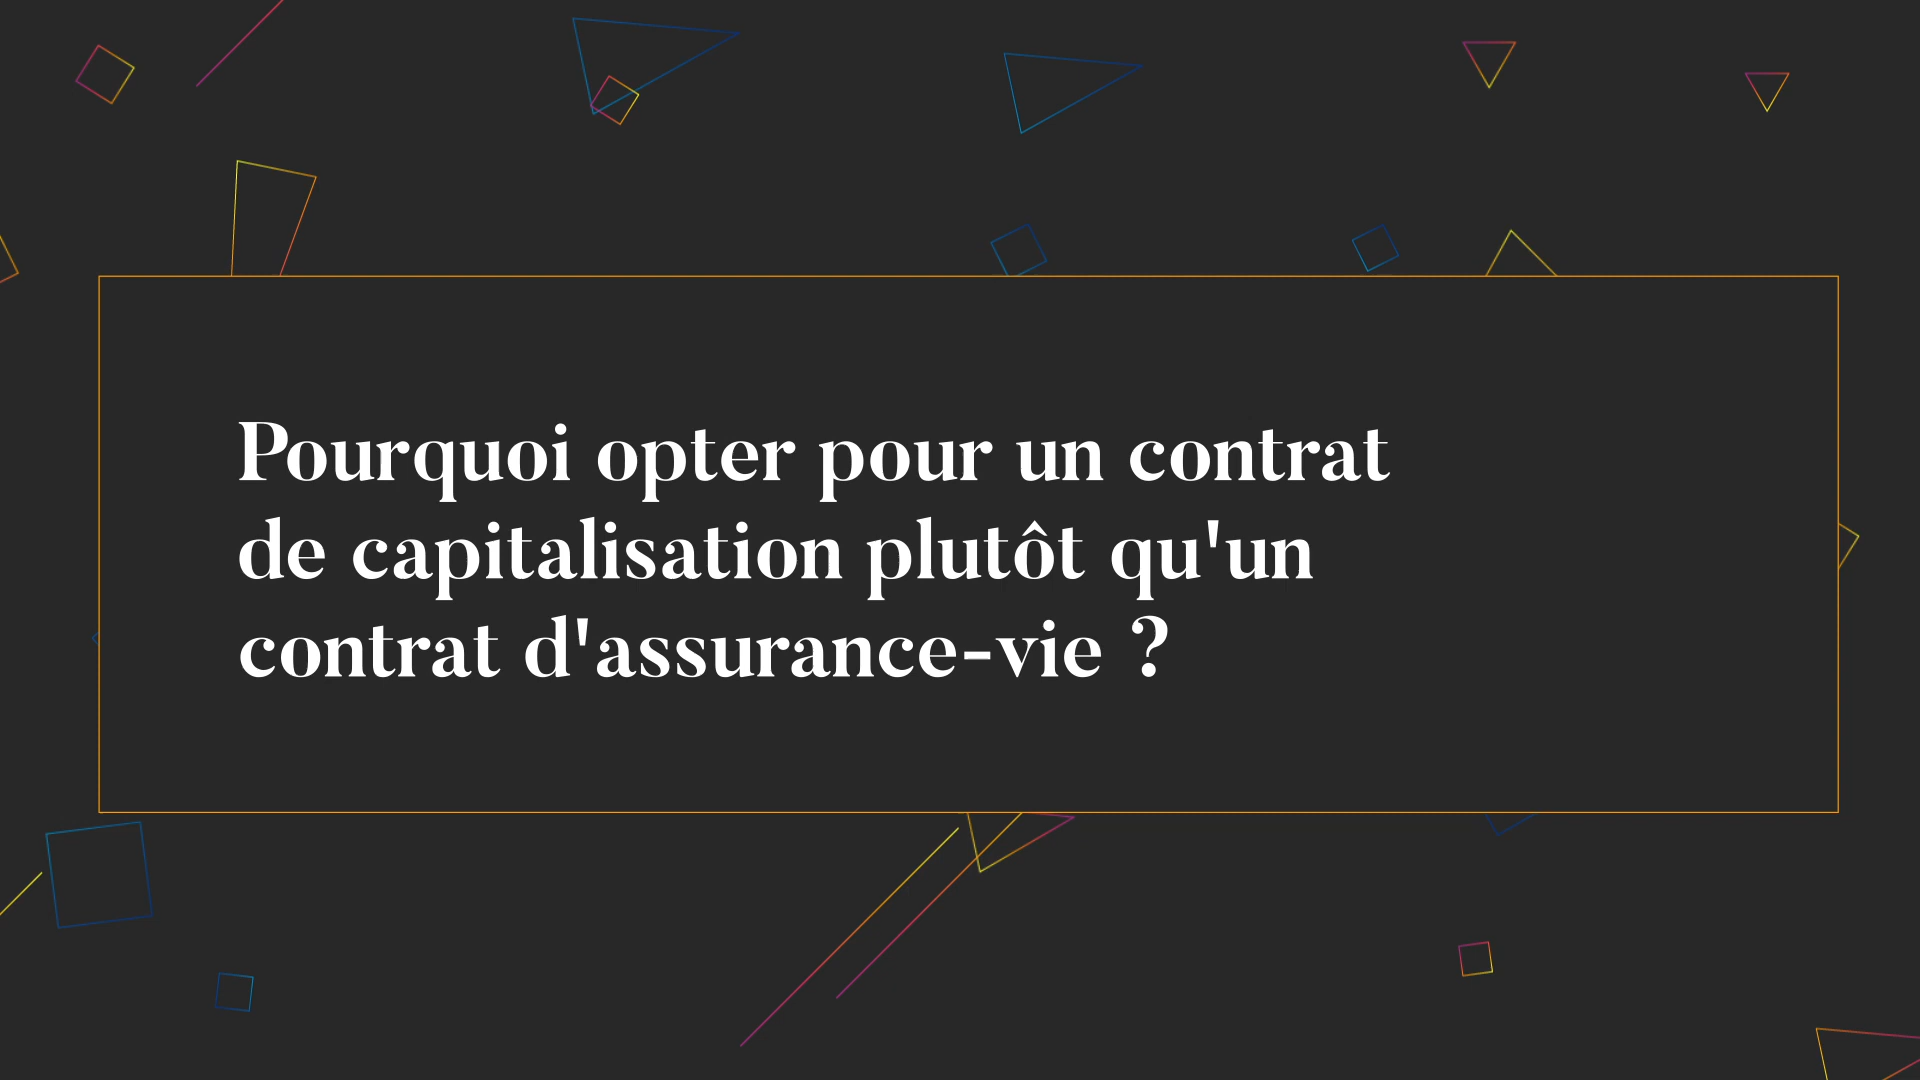 Pourquoi opter pour un contrat
de capitalisation plutôt qu'un
contrat d'assurance-vie ?